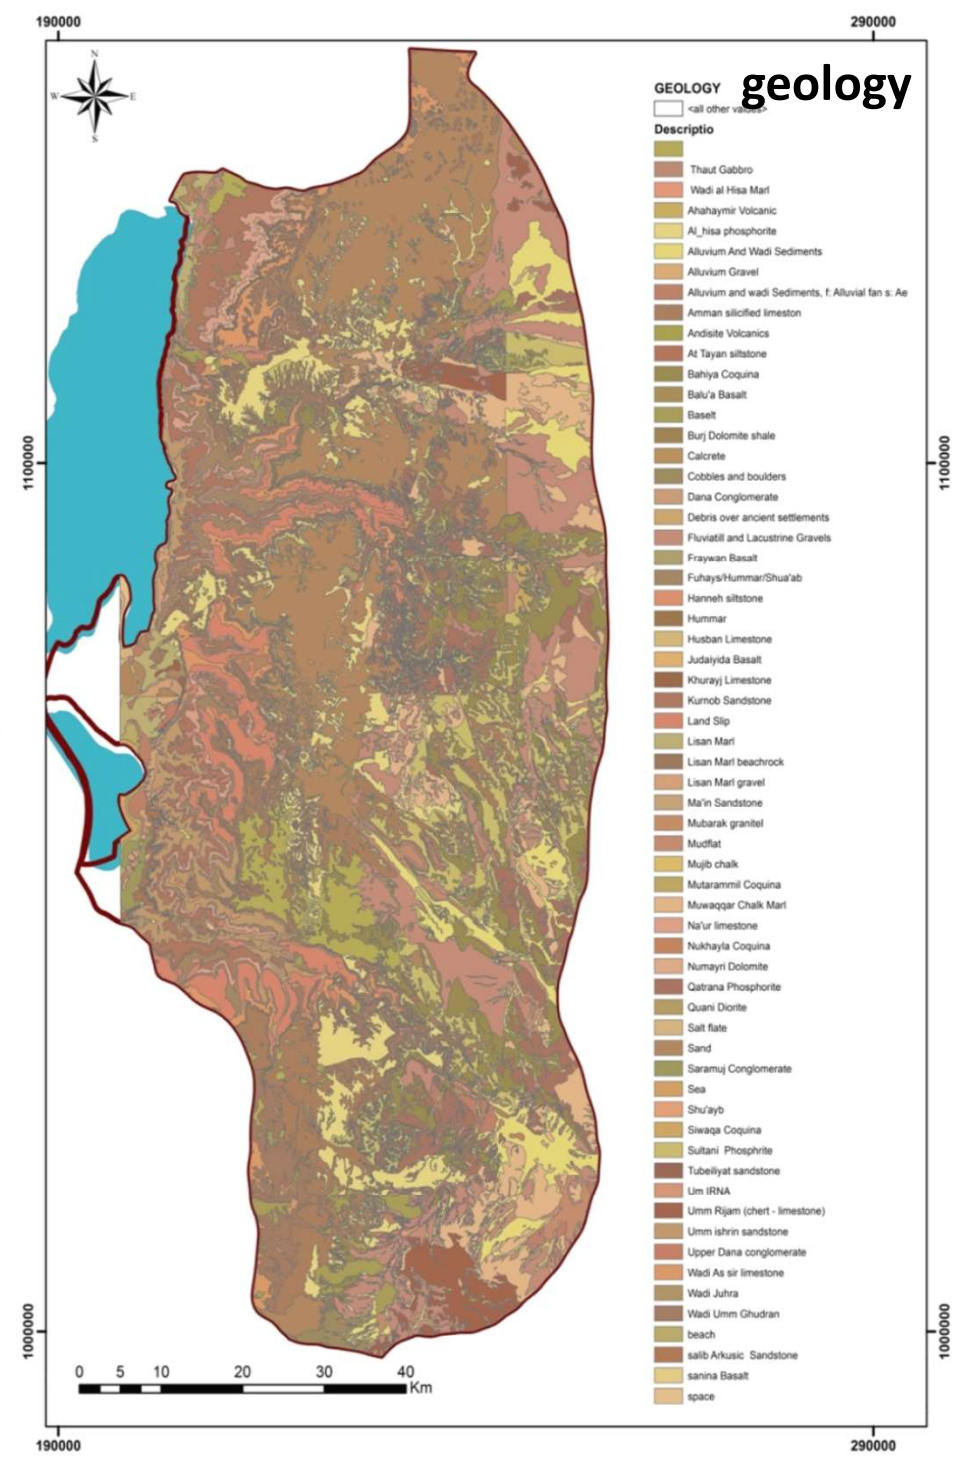 190000
290000
N
W
E
S
geology
GEOLOGY
<all other values>
Descriptio
Thaut Gabbro
Wadi al Hisa Marl
Ahahaymir Volcanic
Al_hisa phosphorite
Alluvium And Wadi Sediments
Alluvium Gravel
Alluvium and wadi Sediments, f: Alluvial fan s: Ae
Amman silicified limeston
Andisite Volcanics
At Tayan siltstone
Bahiya Coquina
Balu'a Basalt
Baselt
Burj Dolomite shale
Calcrete
Cobbles and boulders
Dana Conglomerate
Debris over ancient settlements
Fluviatill and Lacustrine Gravels
Fraywan Basalt
Fuhays/Hummar/Shua'ab
Hanneh siltstone
Hummar
Husban Limestone
Judaiyida Basalt
Khurayj Limestone
Kurnob Sandstone
Land Slip
Lisan Marl
Lisan Marl beachrock
Lisan Marl gravel
Ma'in Sandstone
Mubarak granitel
Mudflat
Mujib chalk
Mutarammil Coquina
Muwaqqar Chalk Marl
Na'ur limestone
Nukhayla Coquina
Numayri Dolomite
Qatrana Phosphorite
Quani Diorite
Salt flate
Sand
Saramuj Conglomerate
Sea
Shu'ayb
Siwaqa Coquina
Sultani Phosphrite
Tubeiliyat sandstone
Um IRNA
Umm Rijam (chert - limestone)
Umm ishrin sandstone
Upper Dana conglomerate
Wadi As sir limestone
Wadi Juhra
Wadi Umm Ghudran
beach
salib Arkusic Sandstone
sanina Basalt
space
1100000
1100000
1000000
1000000
0 5 10 20 30 40
Km
190000
290000